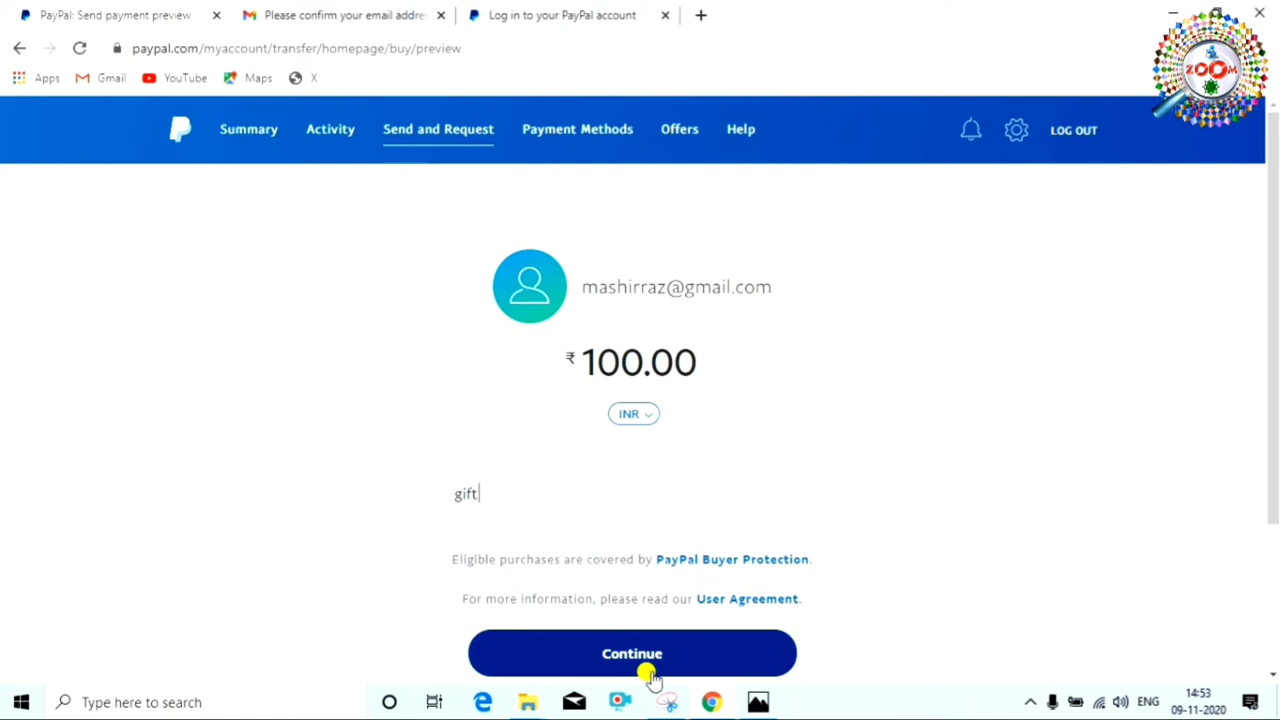 PayPal: Send payment preview
Please confirm your email addre
Log in to your PayPal account
paypal.com/myaccount/transfer/homepage/buy/preview
Apps Gmail YouTube Maps X
ZOOM
Summary Activity Send and Request Payment Methods Offers Help LOG OUT
mashirraz@gmail.com
₹100.00
INR
gift
Eligible purchases are covered by PayPal Buyer Protection.
For more information, please read our User Agreement.
Continue
Type here to search
ENG
14:53
09-11-2020